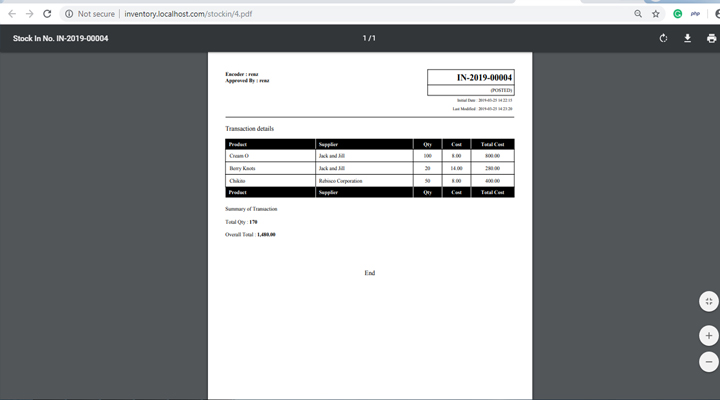 Not secure | inventory.localhost.com/stockin/4.pdf
php
Stock In No. IN-2019-00004
1 / 1
Encoder : renz
Approved By : renz
IN-2019-00004
(POSTED)
Initial Date : 2019-03-25 14:22:15
Last Modified : 2019-03-25 14:23:26
Transaction details
Product Supplier Qty Cost Total Cost
Cream O Jack and Jill 100 8.00 800.00
Berry Knots Jack and Jill 20 14.00 280.00
Chikito Rebisco Corporation 50 8.00 400.00
Product Supplier Qty Cost Total Cost
Summary of Transaction
Total Qty : 170
Overall Total : 1,480.00
End